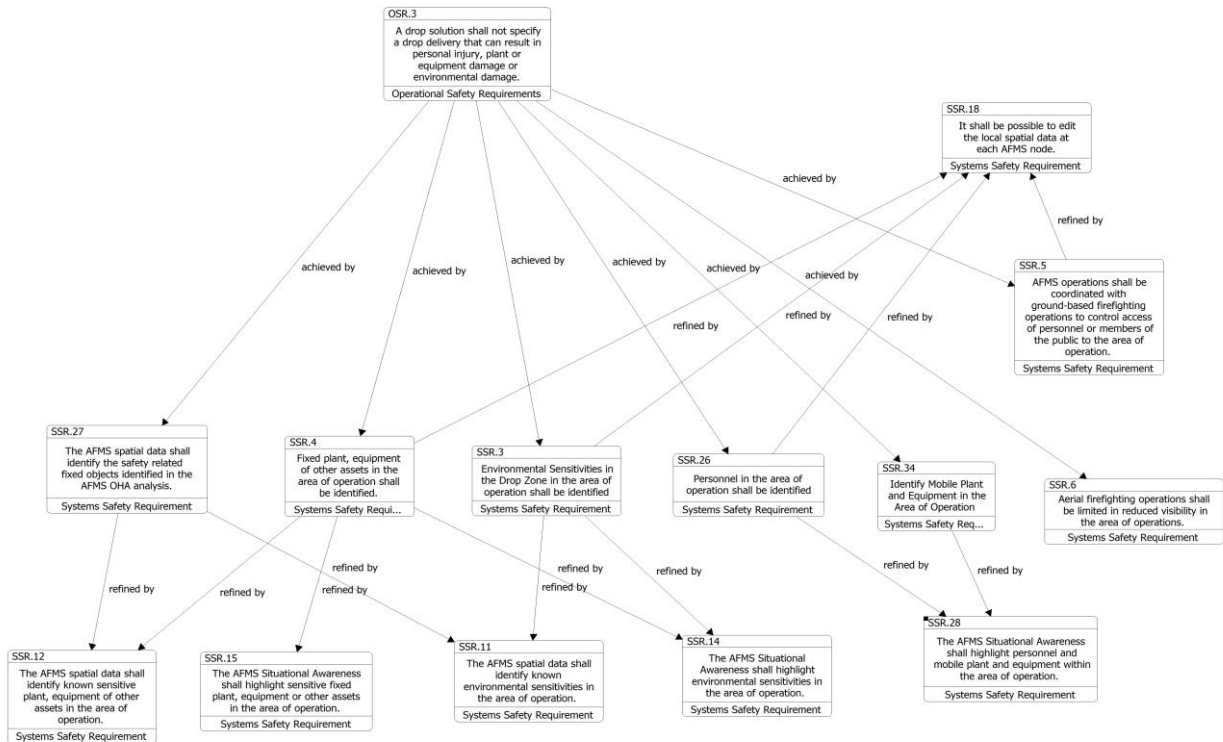 OSR.3
A drop solution shall not specify
a drop delivery that can result in
personal injury, plant or
equipment damage or
environmental damage.
Operational Safety Requirements
SSR.18
It shall be possible to edit
the local spatial data at
each AFMS node.
Systems Safety Requirement
achieved by
refined by
achieved by
achieved by
achieved by
achieved by
achieved by
achieved by
SSR.5
AFMS operations shall be
coordinated with
ground-based firefighting
operations to control access
of personnel or members of
the public to the area of
operation.
Systems Safety Requirement
refined by
refined by
refined by
SSR.27
The AFMS spatial data shall
identify the safety related
fixed objects identified in the
AFMS OHA analysis.
Systems Safety Requirement
SSR.4
Fixed plant, equipment
of other assets in the
area of operation shall
be identified.
Systems Safety Requi...
SSR.3
Environmental Sensitivities in
the Drop Zone in the area of
operation shall be identified
Systems Safety Requirement
SSR.26
Personnel in the area of
operation shall be identified
Systems Safety Requirement
SSR.34
Identify Mobile Plant
and Equipment in the
Area of Operation
Systems Safety Req...
SSR.6
Aerial firefighting operations shall
be limited in reduced visibility in
the area of operations.
Systems Safety Requirement
refined by
refined by
refined by
refined by
refined by
refined by
refined by
refined by
refined by
SSR.12
The AFMS spatial data shall
identify known sensitive
plant, equipment of other
assets in the area of
operation.
Systems Safety Requirement
SSR.15
The AFMS Situational Awareness
shall highlight sensitive fixed
plant, equipment or other assets
in the area of operation.
Systems Safety Requirement
SSR.11
The AFMS spatial data shall
identify known
environmental sensitivities in
the area of operation.
Systems Safety Requirement
SSR.14
The AFMS Situational
Awareness shall highlight
environmental sensitivities in
the area of operation.
Systems Safety Requirement
SSR.28
The AFMS Situational Awareness
shall highlight personnel and
mobile plant and equipment within
the area of operation.
Systems Safety Requirement